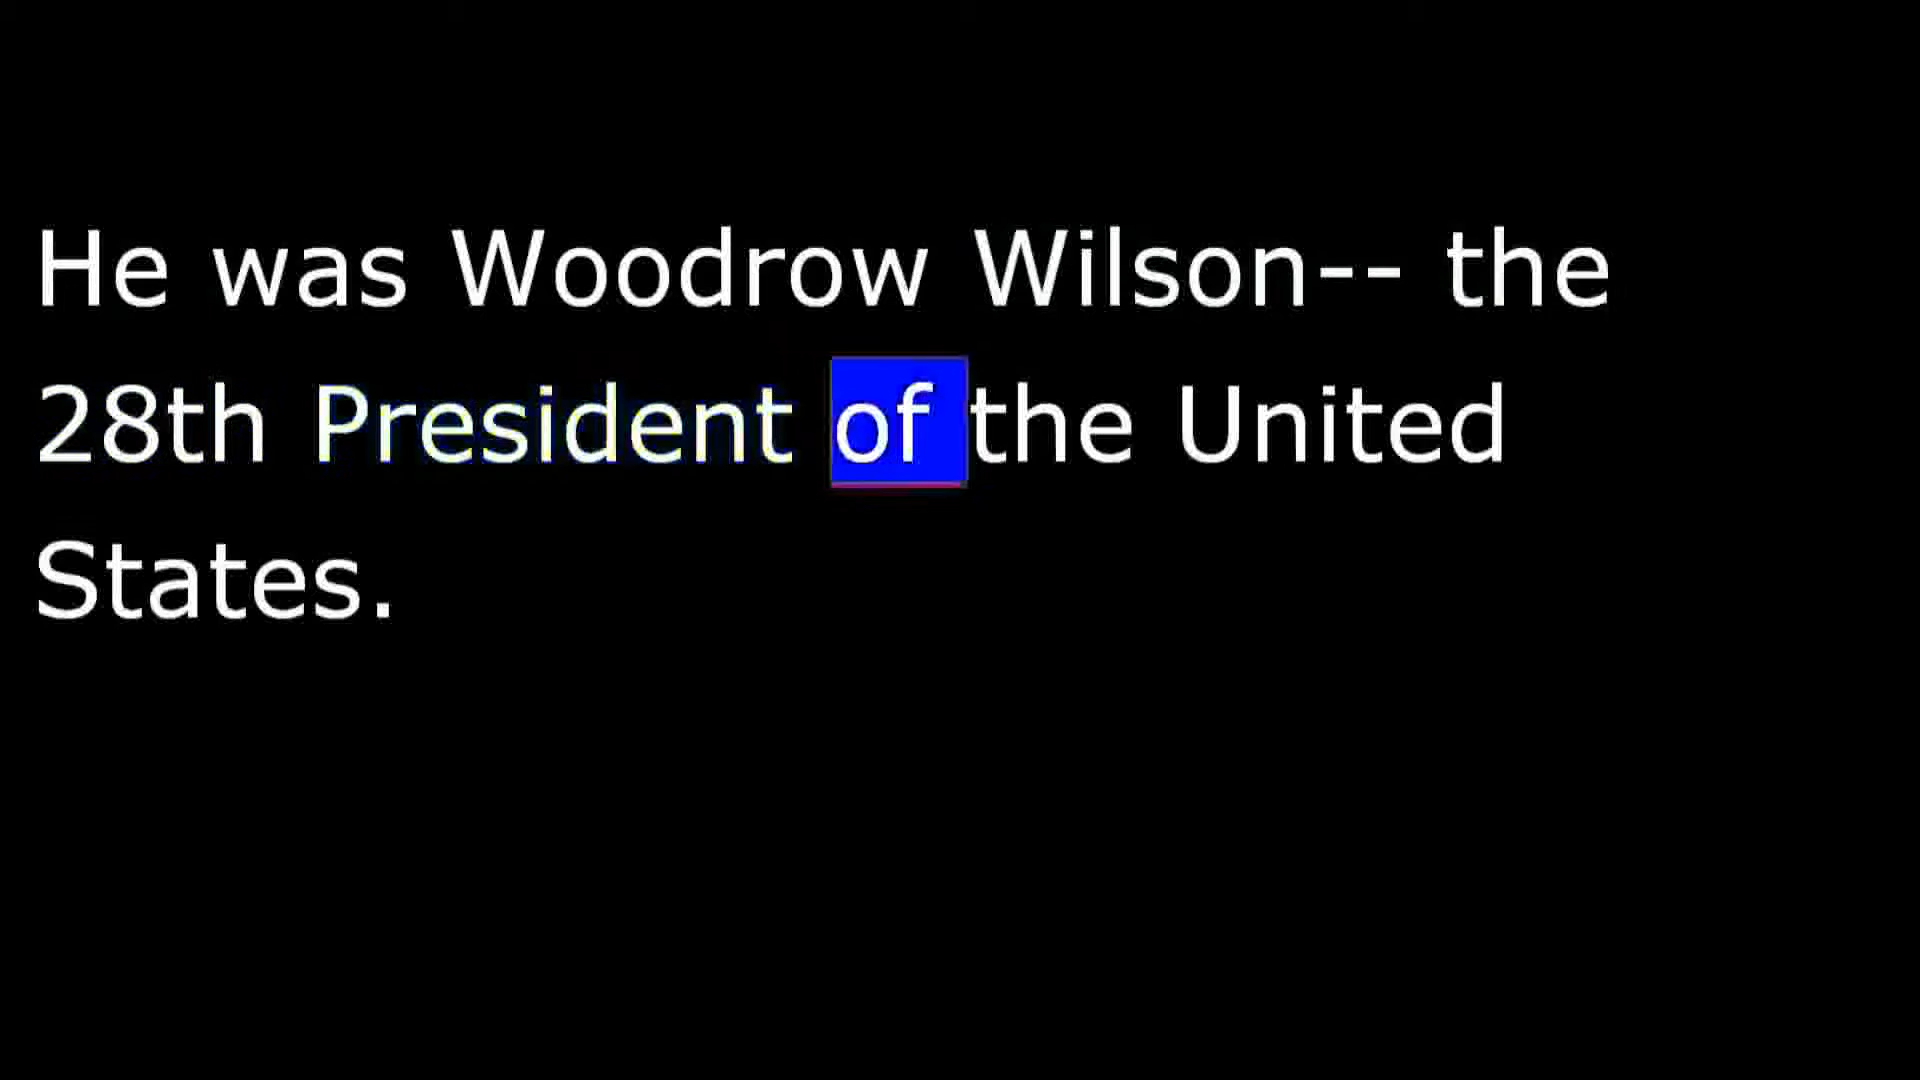 He was Woodrow Wilson-- the
28th President of the United
States.